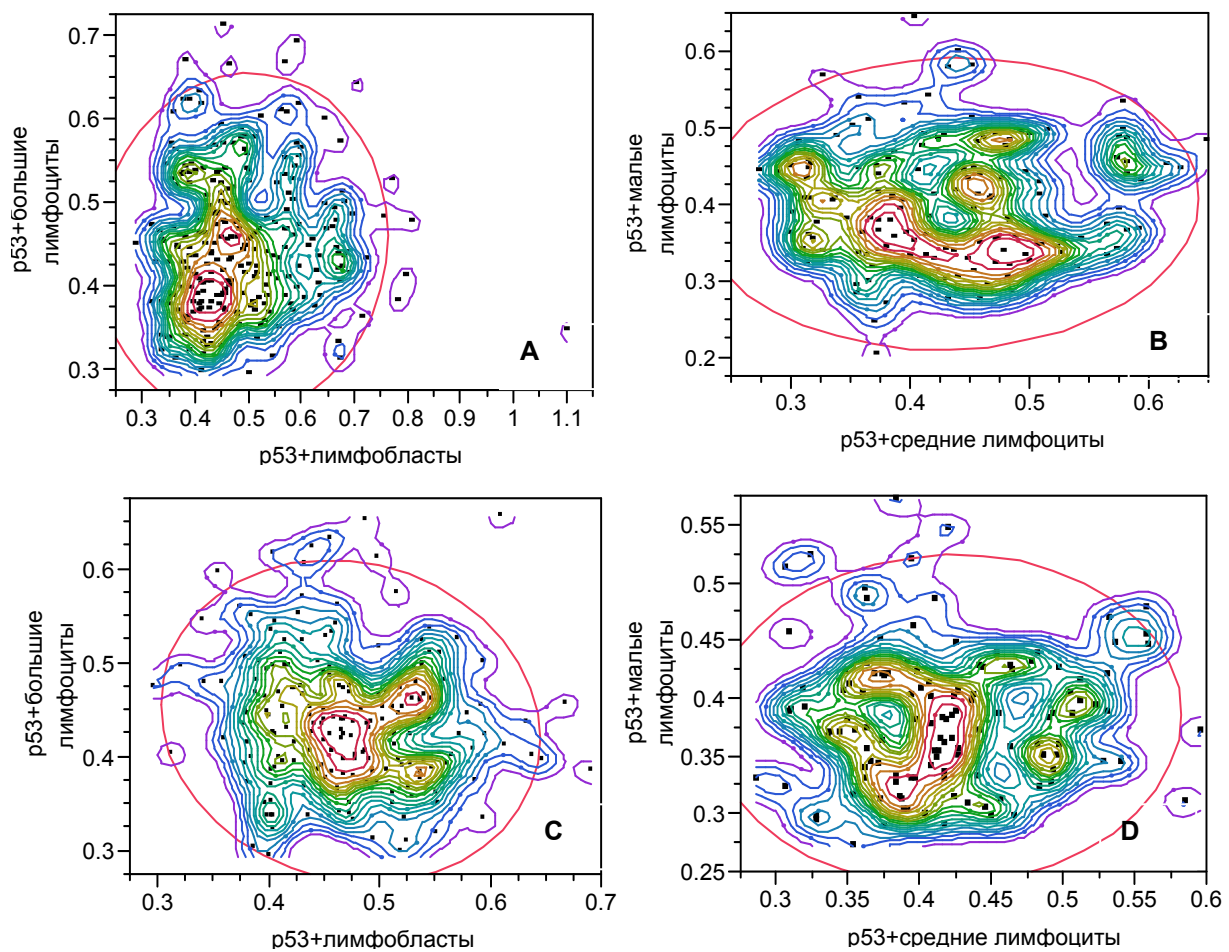 0.7
0.6
0.5
0.4
0.3
p53+большие
лимфоциты
A
0.3 0.4 0.5 0.6 0.7 0.8 0.9 1 1.1
p53+лимфобласты
0.6
0.5
0.4
0.3
0.2
p53+малые
лимфоциты
B
0.3 0.4 0.5 0.6
p53+средние лимфоциты
0.6
0.5
0.4
0.3
p53+большие
лимфоциты
C
0.3 0.4 0.5 0.6 0.7
p53+лимфобласты
0.55
0.5
0.45
0.4
0.35
0.3
0.25
p53+малые
лимфоциты
D
0.3 0.35 0.4 0.45 0.5 0.55 0.6
p53+средние лимфоциты